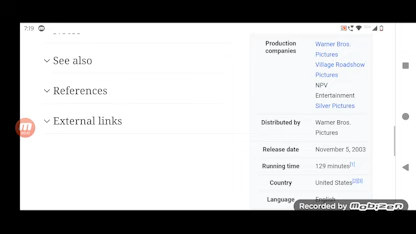 7:19
See also
References
External links
Production companies
Warner Bros. Pictures
Village Roadshow Pictures
NPV Entertainment
Silver Pictures
Distributed by
Warner Bros. Pictures
Release date
November 5, 2003
Running time
129 minutes[1]
Country
United States[2][3]
Language
English
Recorded by Mobizen